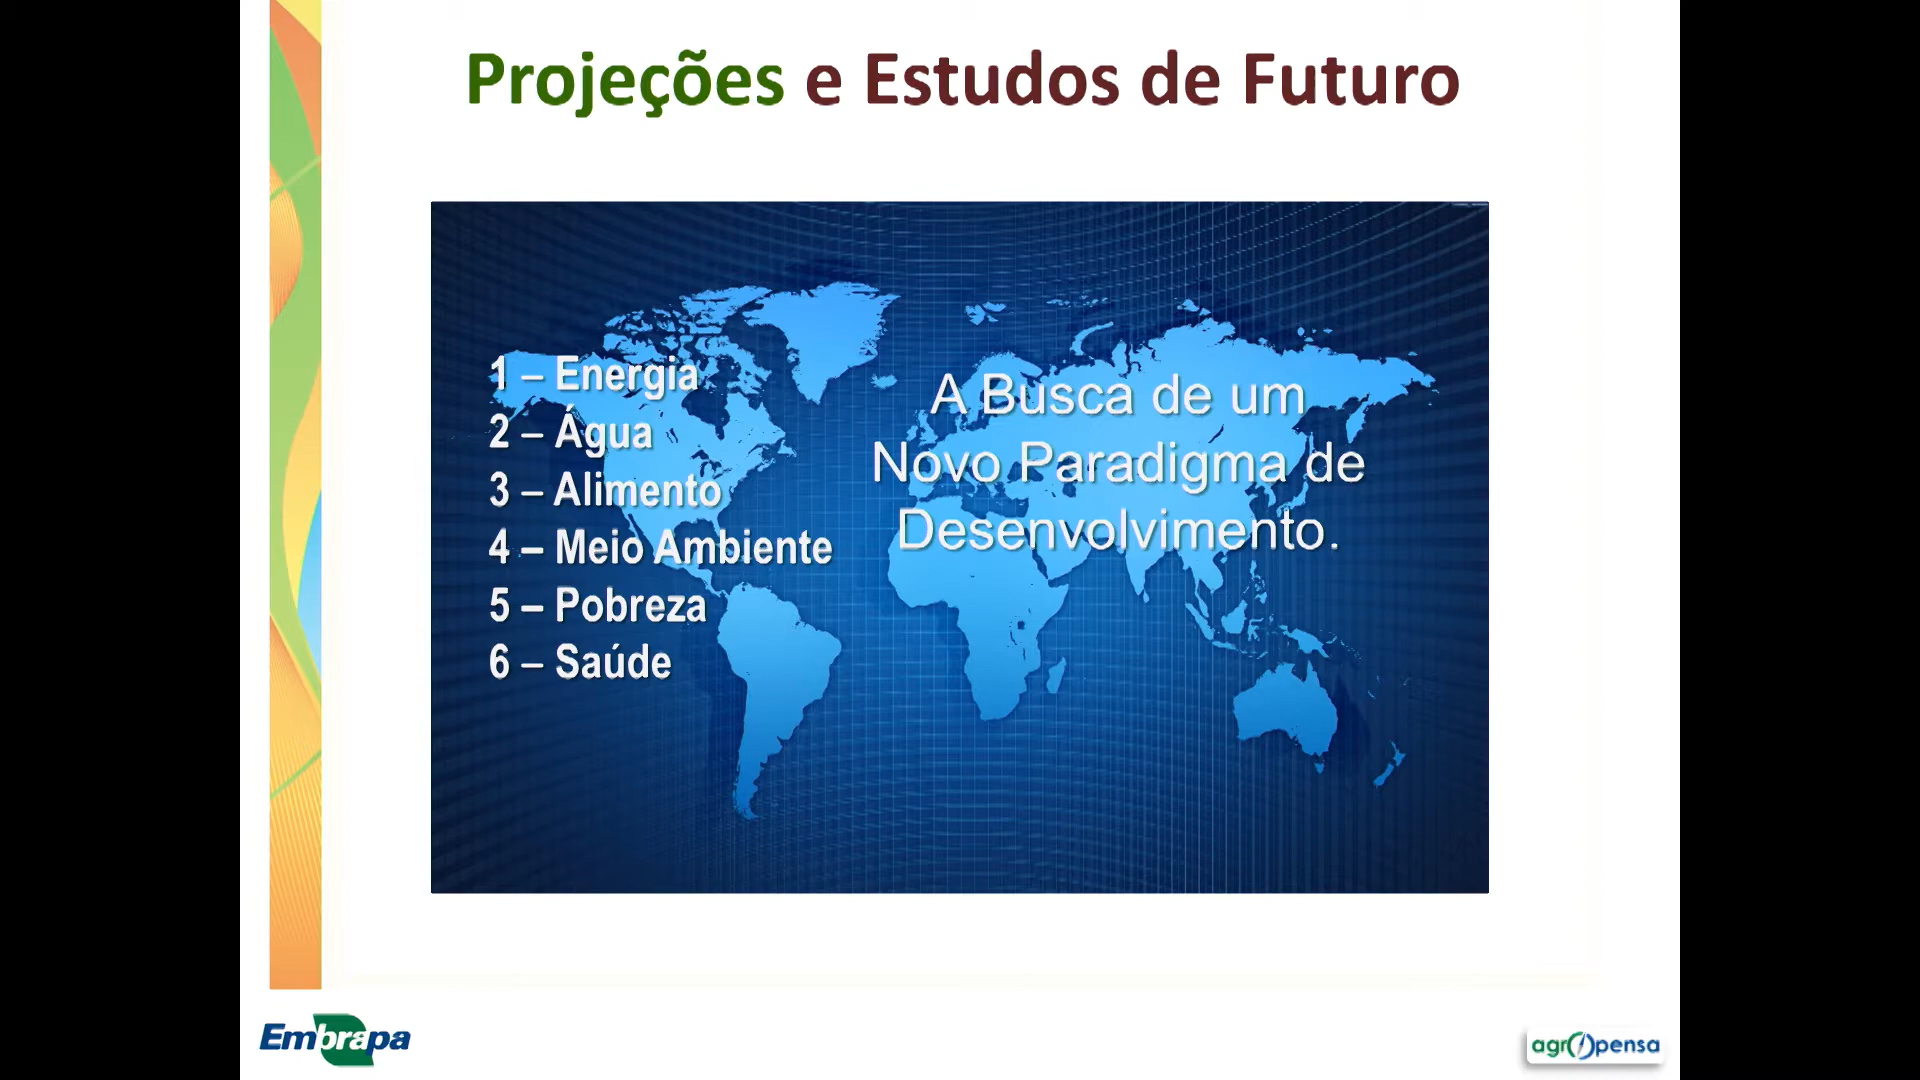 Projeções e Estudos de Futuro
1 – Energia
2 – Água
3 – Alimento
4 – Meio Ambiente
5 – Pobreza
6 – Saúde
A Busca de um
Novo Paradigma de
Desenvolvimento.
Embrapa
agropensa